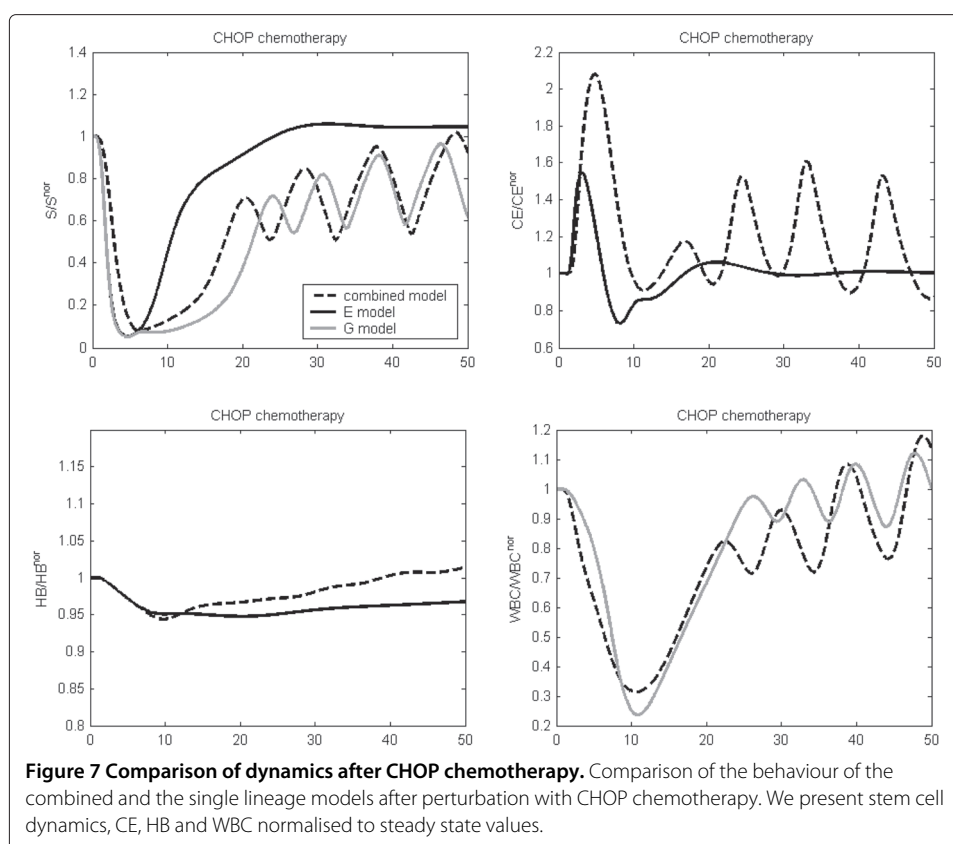 CHOP chemotherapy
1.4
1.2
1
0.8
0.6
0.4
0.2
0
S/S^nor
combined model
E model
G model
0 10 20 30 40 50
CHOP chemotherapy
2.2
2
1.8
1.6
1.4
1.2
1
0.8
0.6
CE/CE^nor
0 10 20 30 40 50
CHOP chemotherapy
1.15
1.1
1.05
1
0.95
0.9
0.85
0.8
HB/HB^nor
0 10 20 30 40 50
CHOP chemotherapy
1.2
1.1
1
0.9
0.8
0.7
0.6
0.5
0.4
0.3
0.2
WBC/WBC^nor
0 10 20 30 40 50
Figure 7 Comparison of dynamics after CHOP chemotherapy. Comparison of the behaviour of the
combined and the single lineage models after perturbation with CHOP chemotherapy. We present stem cell
dynamics, CE, HB and WBC normalised to steady state values.